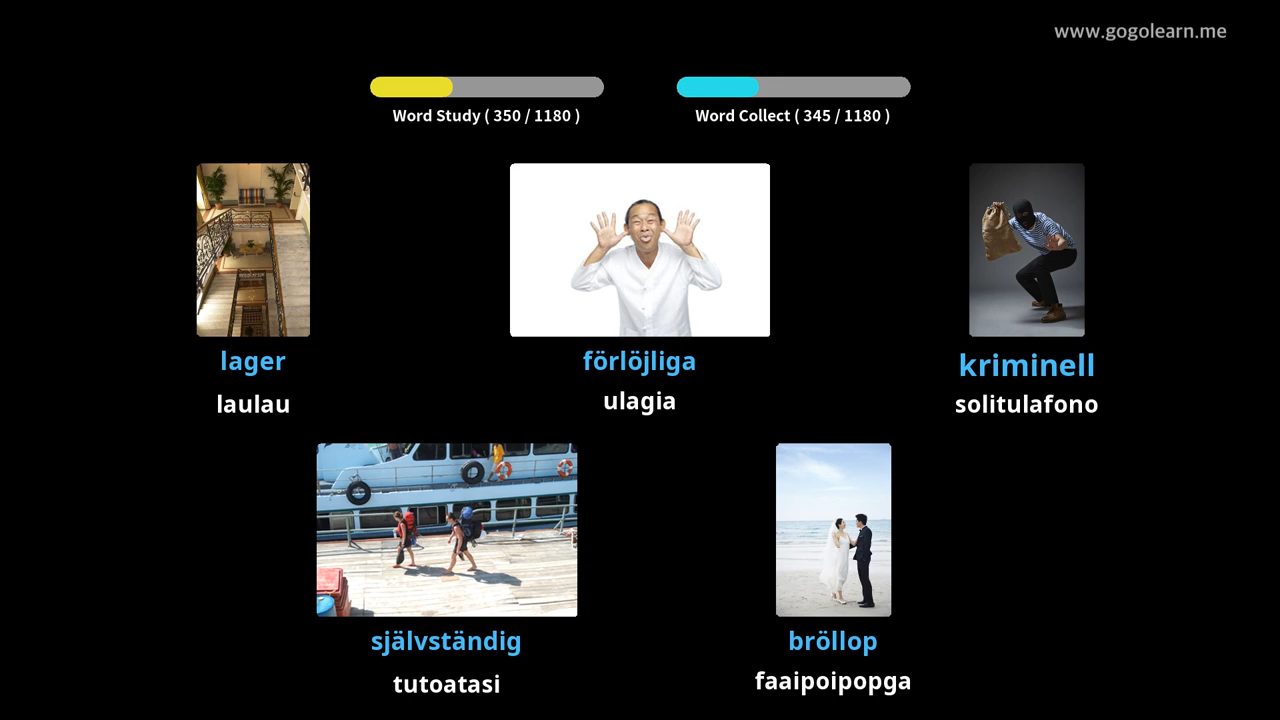 www.gogolearn.me
Word Study ( 350 / 1180 )
Word Collect ( 345 / 1180 )
lager
laulau
förlöjliga
ulagia
kriminell
solitulafono
självständig
tutoatasi
bröllop
faaipoipopga